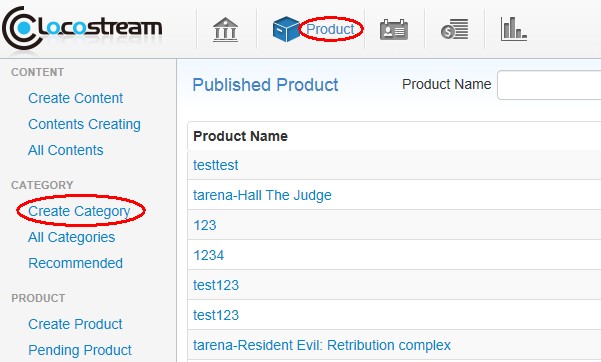 Locostream
Product
CONTENT
Create Content
Contents Creating
All Contents
CATEGORY
Create Category
All Categories
Recommended
PRODUCT
Create Product
Pending Product
Published Product
Product Name
Product Name
testtest
tarena-Hall The Judge
123
1234
test123
test123
tarena-Resident Evil: Retribution complex